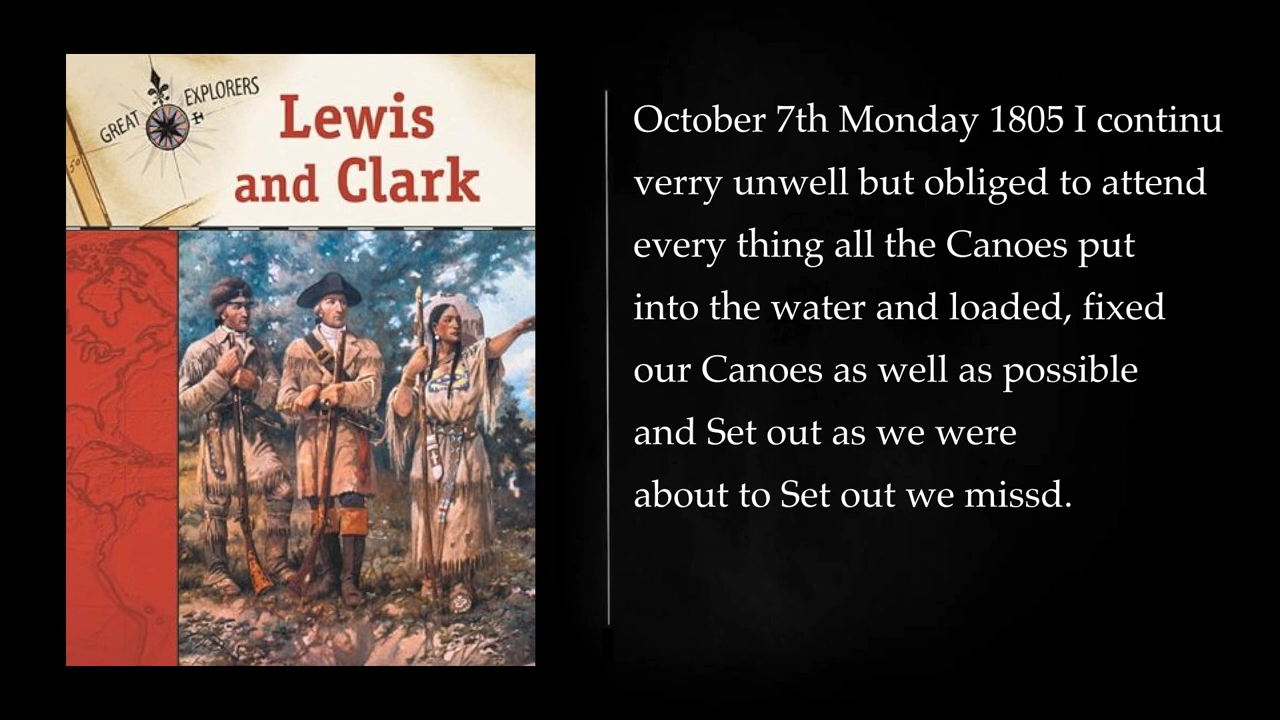 GREAT EXPLORERS
Lewis
and Clark
50
October 7th Monday 1805 I continu
verry unwell but obliged to attend
every thing all the Canoes put
into the water and loaded, fixed
our Canoes as well as possible
and Set out as we were
about to Set out we missd.